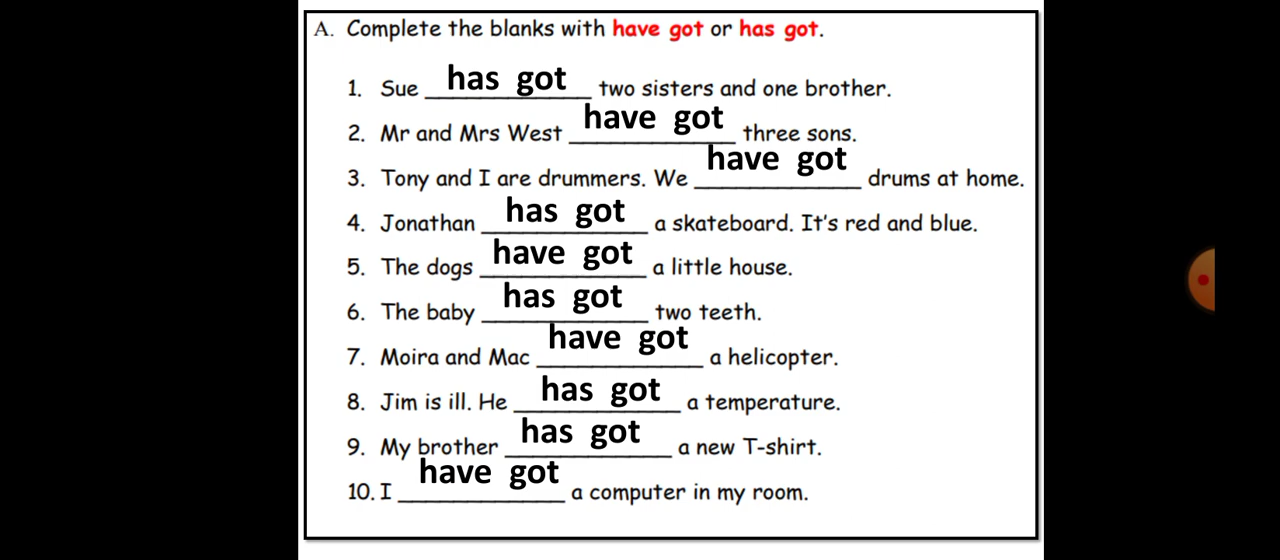 A. Complete the blanks with have got or has got.
1. Sue has got two sisters and one brother.
2. Mr and Mrs West have got three sons.
3. Tony and I are drummers. We have got drums at home.
4. Jonathan has got a skateboard. It's red and blue.
5. The dogs have got a little house.
6. The baby has got two teeth.
7. Moira and Mac have got a helicopter.
8. Jim is ill. He has got a temperature.
9. My brother has got a new T-shirt.
10. I have got a computer in my room.